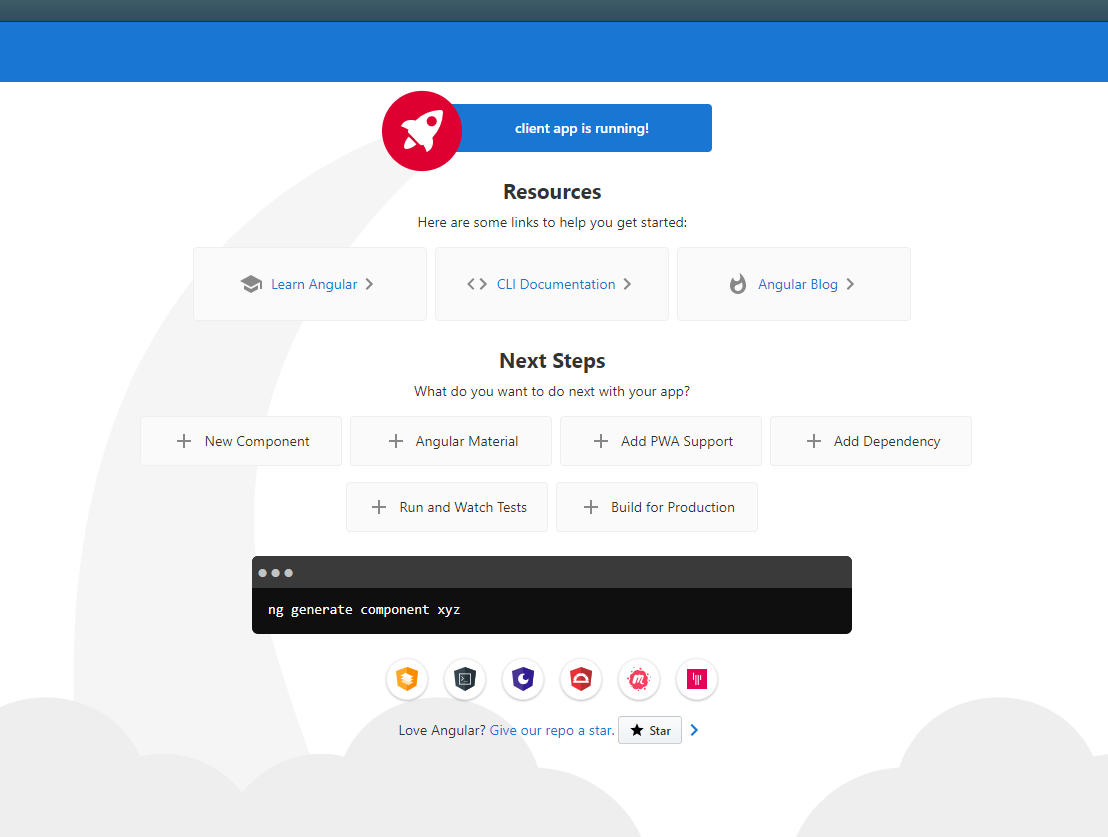 client app is running!
Resources
Here are some links to help you get started:
Learn Angular
CLI Documentation
Angular Blog
Next Steps
What do you want to do next with your app?
New Component
Angular Material
Add PWA Support
Add Dependency
Run and Watch Tests
Build for Production
ng generate component xyz
Love Angular? Give our repo a star. Star